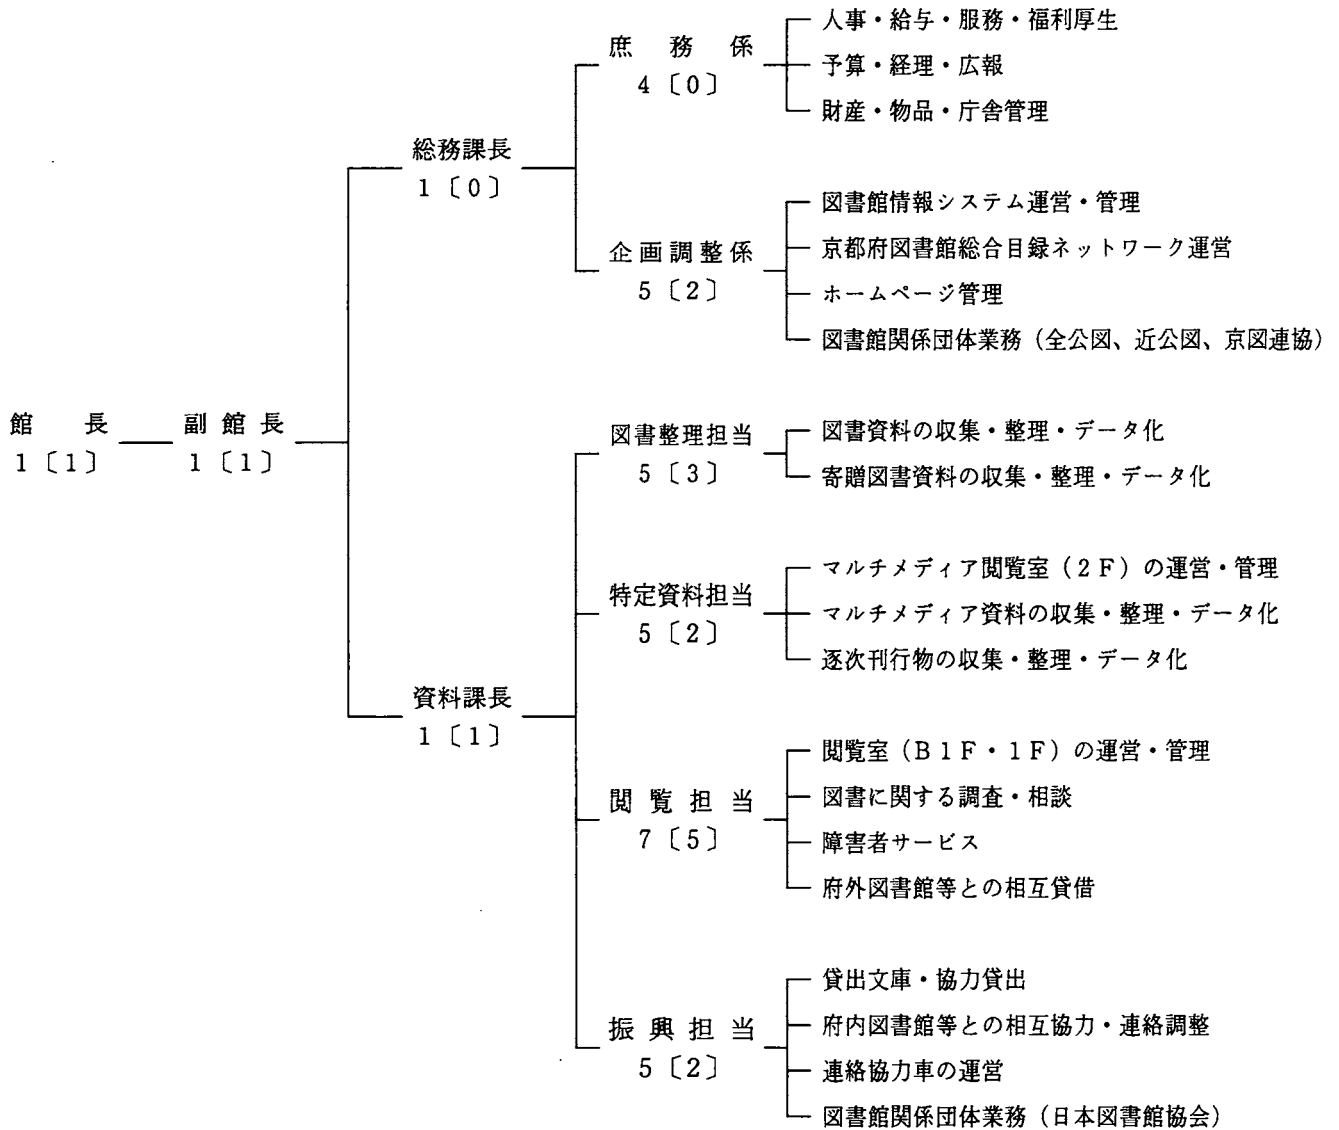 館長
1〔1〕
副館長
1〔1〕
総務課長
1〔0〕
庶務係
4〔0〕
人事・給与・服務・福利厚生
予算・経理・広報
財産・物品・庁舎管理
企画調整係
5〔2〕
図書館情報システム運営・管理
京都府図書館総合目録ネットワーク運営
ホームページ管理
図書館関係団体業務（全公図、近公図、京図連協）
資料課長
1〔1〕
図書整理担当
5〔3〕
図書資料の収集・整理・データ化
寄贈図書資料の収集・整理・データ化
特定資料担当
5〔2〕
マルチメディア閲覧室（2F）の運営・管理
マルチメディア資料の収集・整理・データ化
逐次刊行物の収集・整理・データ化
閲覧担当
7〔5〕
閲覧室（B1F・1F）の運営・管理
図書に関する調査・相談
障害者サービス
府外図書館等との相互貸借
振興担当
5〔2〕
貸出文庫・協力貸出
府内図書館等との相互協力・連絡調整
連絡協力車の運営
図書館関係団体業務（日本図書館協会）